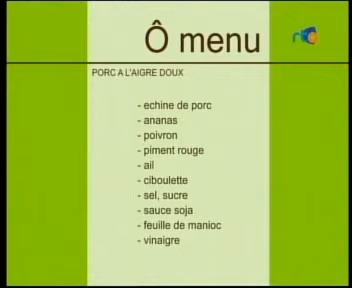 Ô menu
PORC A L'AIGRE DOUX
- echine de porc
- ananas
- poivron
- piment rouge
- ail
- ciboulette
- sel, sucre
- sauce soja
- feuille de manioc
- vinaigre